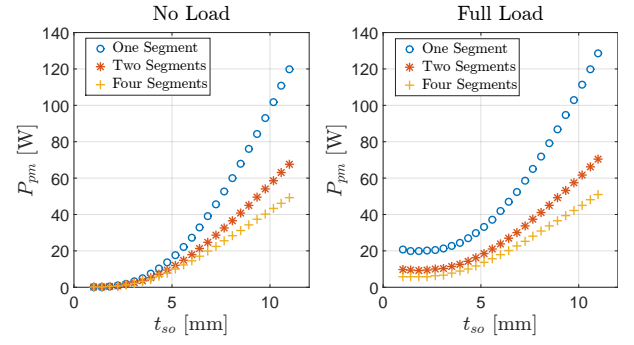 No Load
Full Load
140
120
100
80
60
40
20
0
P_pm [W]
One Segment
Two Segments
Four Segments
0
5
10
t_so [mm]
140
120
100
80
60
40
20
0
P_pm [W]
One Segment
Two Segments
Four Segments
0
5
10
t_so [mm]